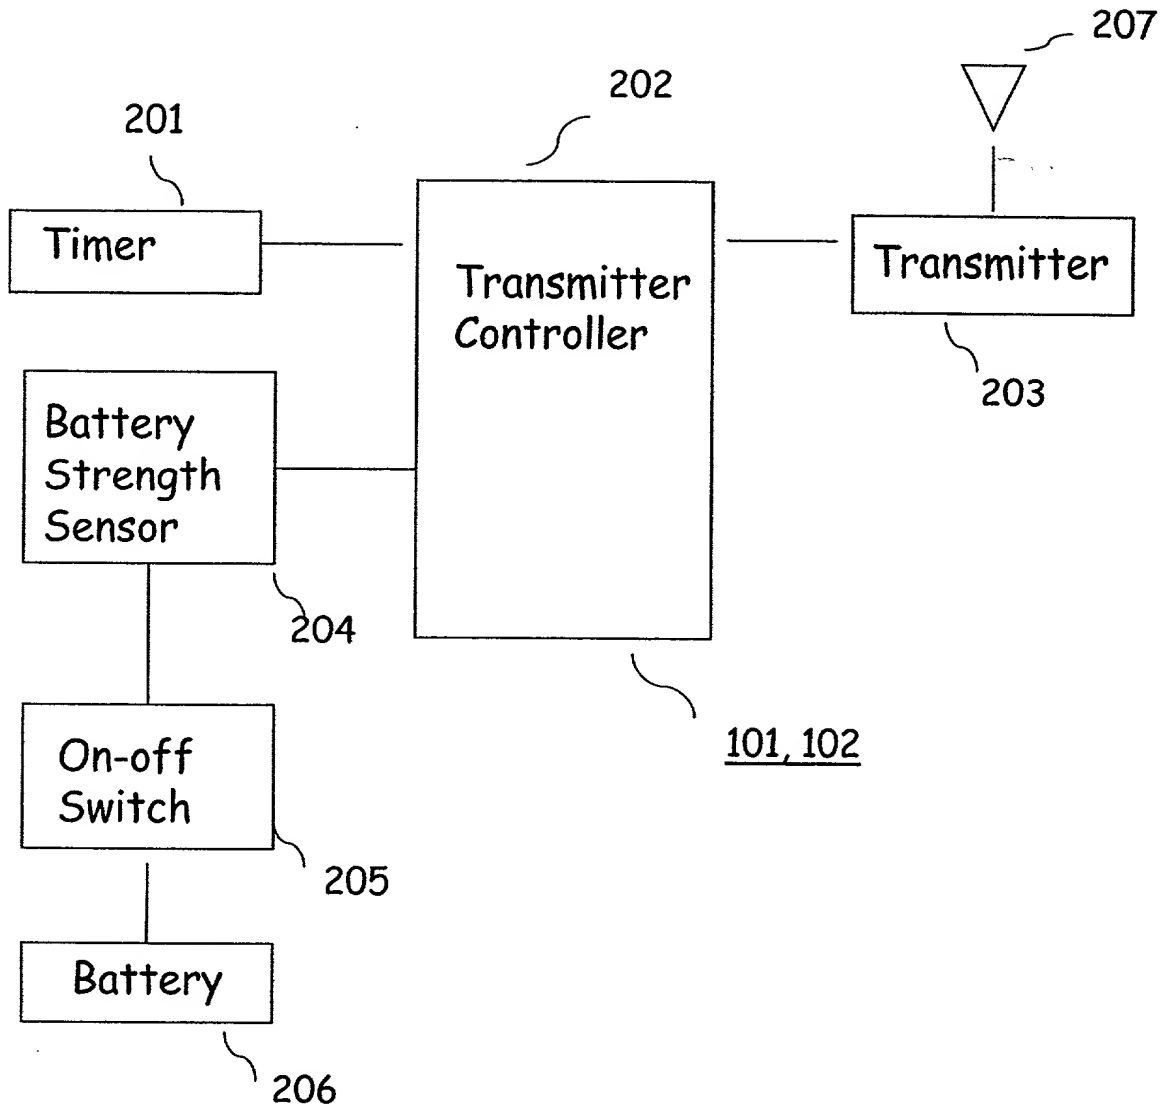 207
202
201
Timer
Transmitter
Controller
Transmitter
203
Battery
Strength
Sensor
204
101, 102
On-off
Switch
205
Battery
206